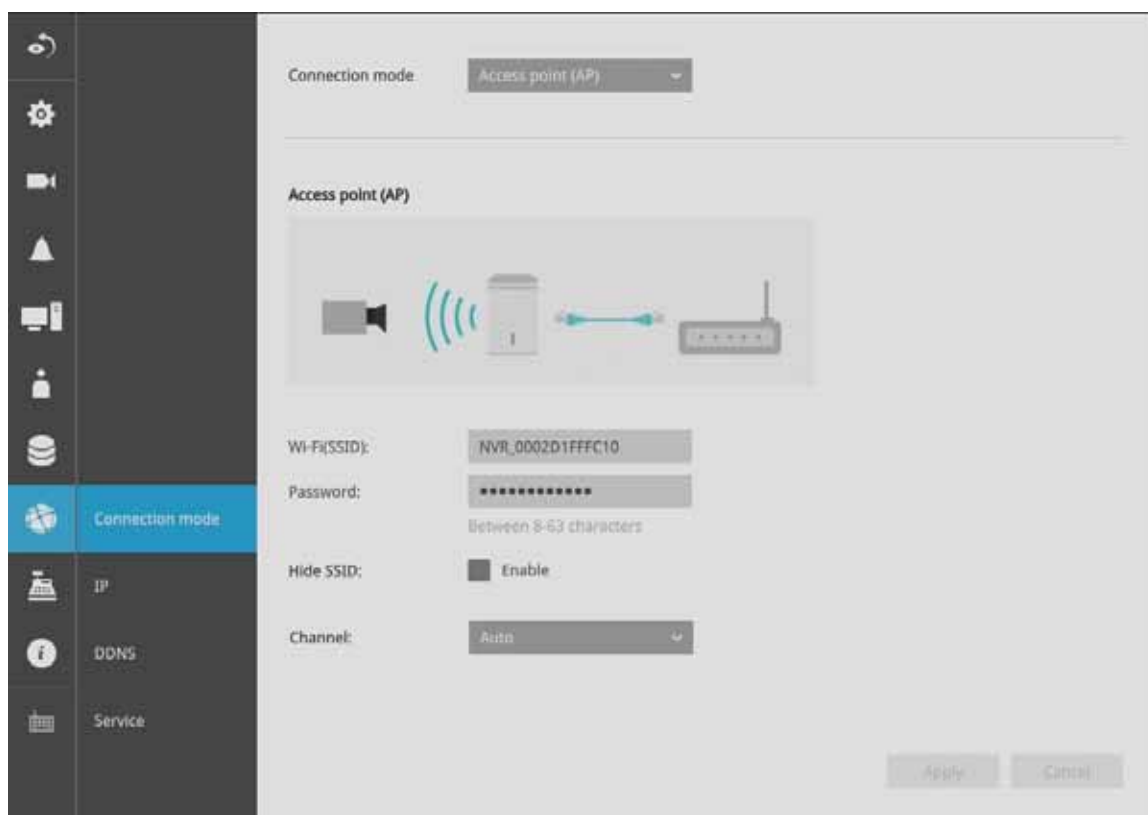 Connection mode Access point (AP)
Access point (AP)
Wi-Fi(SSID): NVR_0002D1FFFC10
Password: ••••••••••••
Between 8-63 characters
Connection mode
Hide SSID: Enable
IP
Channel: Auto
DDNS
Service
Apply Cancel